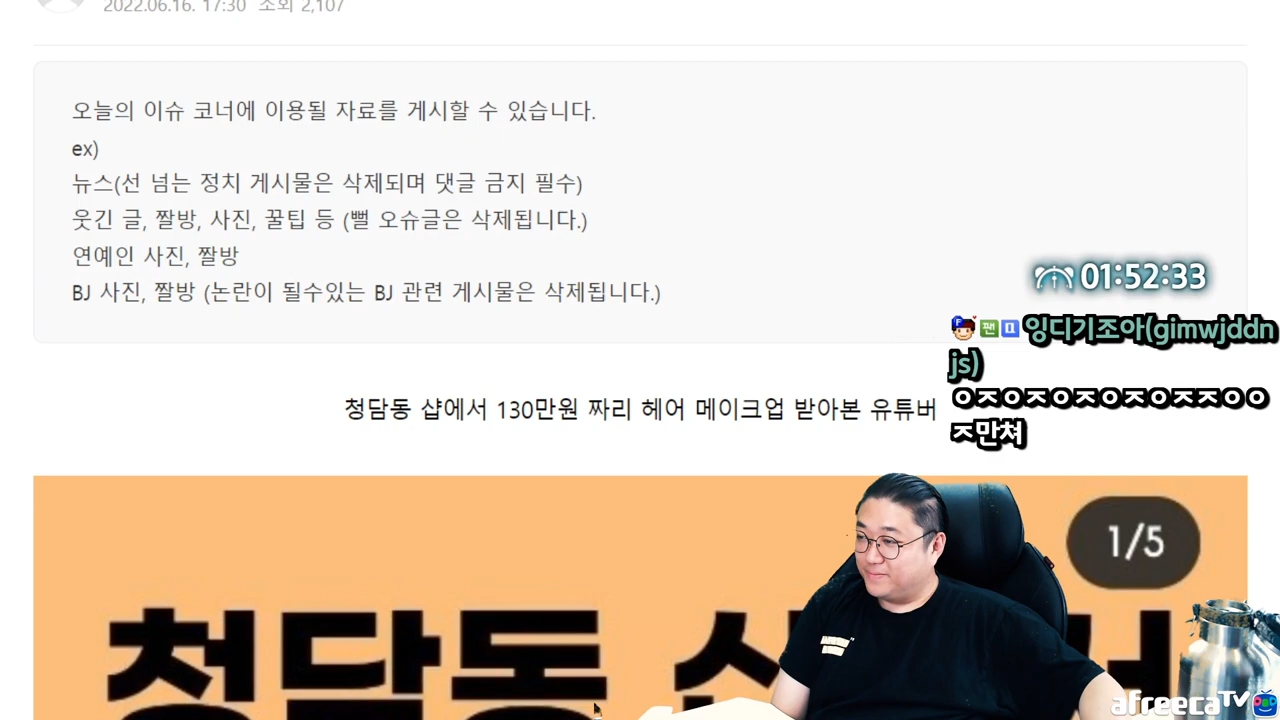 2022.06.16. 17:30 조회 2,107
오늘의 이슈 코너에 이용될 자료를 게시할 수 있습니다.
ex)
뉴스(선 넘는 정치 게시물은 삭제되며 댓글 금지 필수)
웃긴 글, 짤방, 사진, 꿀팁 등 (뻘 오슈글은 삭제됩니다.)
연예인 사진, 짤방
BJ 사진, 짤방 (논란이 될수있는 BJ 관련 게시물은 삭제됩니다.)
01:52:33
팬 잉디기조아(gimwjddn
js)
ㅇㅈㅇㅈㅇㅈㅇㅈㅇㅈㅈㅇㅇ
ㅈ만쳐
청담동 샵에서 130만원 짜리 헤어 메이크업 받아본 유튜버
1/5
청담동
afreecaTV